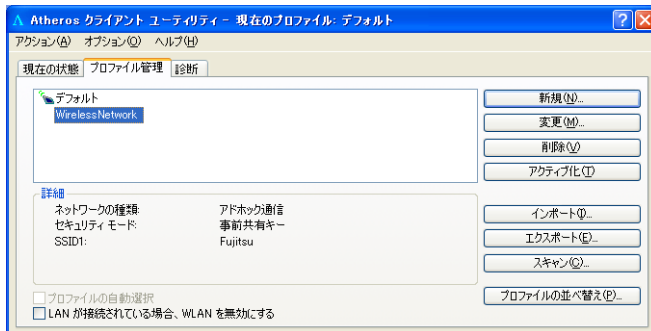 Atheros クライアント ユーティリティ - 現在のプロファイル: デフォルト
アクション(A) オプション(O) ヘルプ(H)
現在の状態 プロファイル管理 診断
デフォルト
WirelessNetwork
新規(N)...
変更(M)...
削除(V)
アクティブ化(T)
詳細
ネットワークの種類: アドホック通信
セキュリティ モード: 事前共有キー
SSID1: Fujitsu
インポート(I)...
エクスポート(E)...
スキャン(C)...
プロファイルの自動選択
LAN が接続されている場合、WLAN を無効にする
プロファイルの並べ替え(P)...